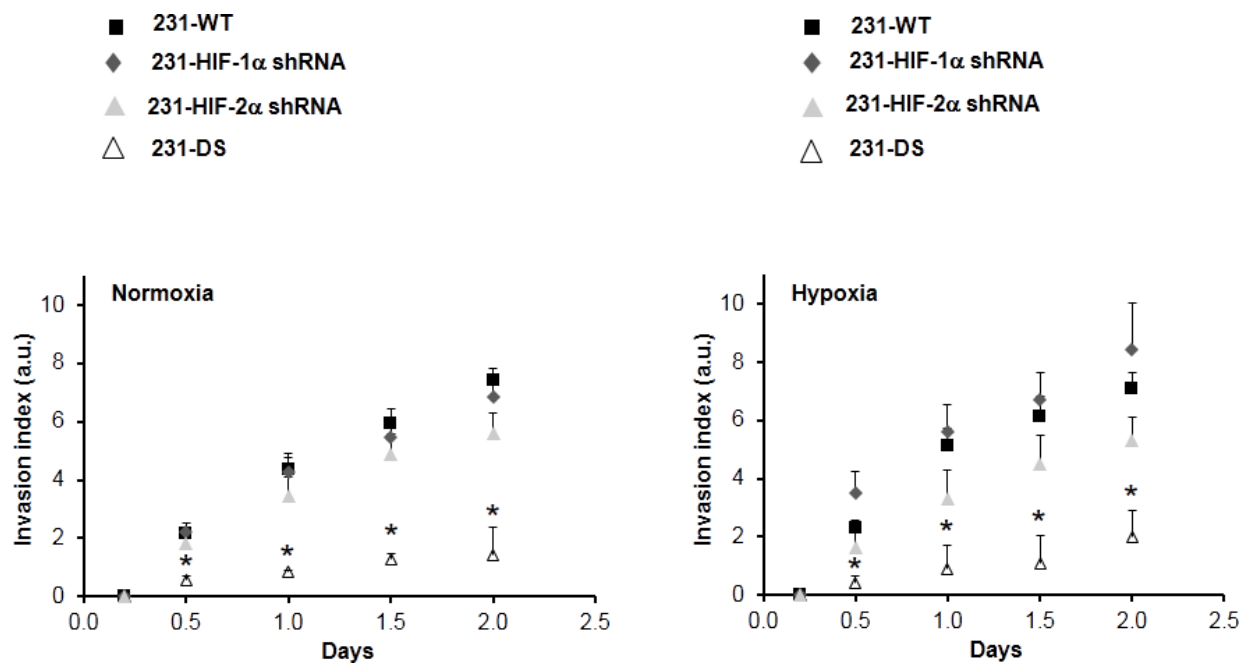 231-WT
231-HIF-1α shRNA
231-HIF-2α shRNA
231-DS
Normoxia
Invasion index (a.u.)
10
8
6
4
2
0
* * * *
0.0 0.5 1.0 1.5 2.0 2.5
Days
231-WT
231-HIF-1α shRNA
231-HIF-2α shRNA
231-DS
Hypoxia
Invasion index (a.u.)
10
8
6
4
2
0
* * * *
0.0 0.5 1.0 1.5 2.0 2.5
Days